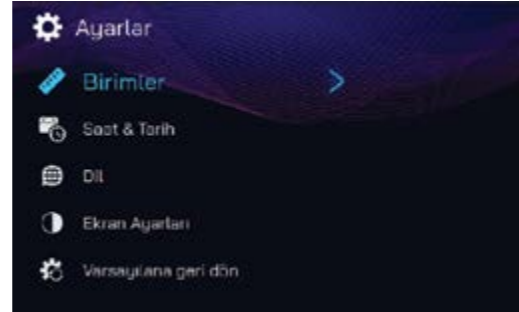 Ayarlar
Birimler
Saat & Tarih
Dil
Ekran Ayarları
Varsayılana geri dön